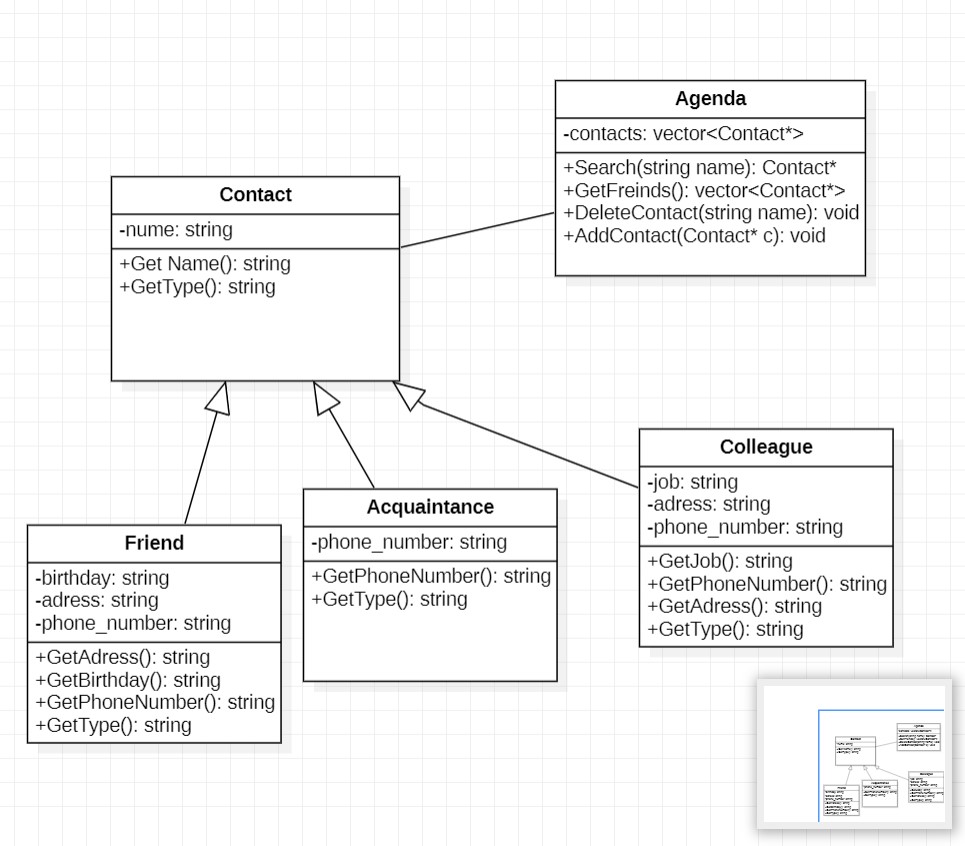 Agenda
-contacts: vector<Contact*>
+Search(string name): Contact*
+GetFreinds(): vector<Contact*>
+DeleteContact(string name): void
+AddContact(Contact* c): void
Contact
-nume: string
+Get Name(): string
+GetType(): string
Friend
-birthday: string
-adress: string
-phone_number: string
+GetAdress(): string
+GetBirthday(): string
+GetPhoneNumber(): string
+GetType(): string
Acquaintance
-phone_number: string
+GetPhoneNumber(): string
+GetType(): string
Colleague
-job: string
-adress: string
-phone_number: string
+GetJob(): string
+GetPhoneNumber(): string
+GetAdress(): string
+GetType(): string